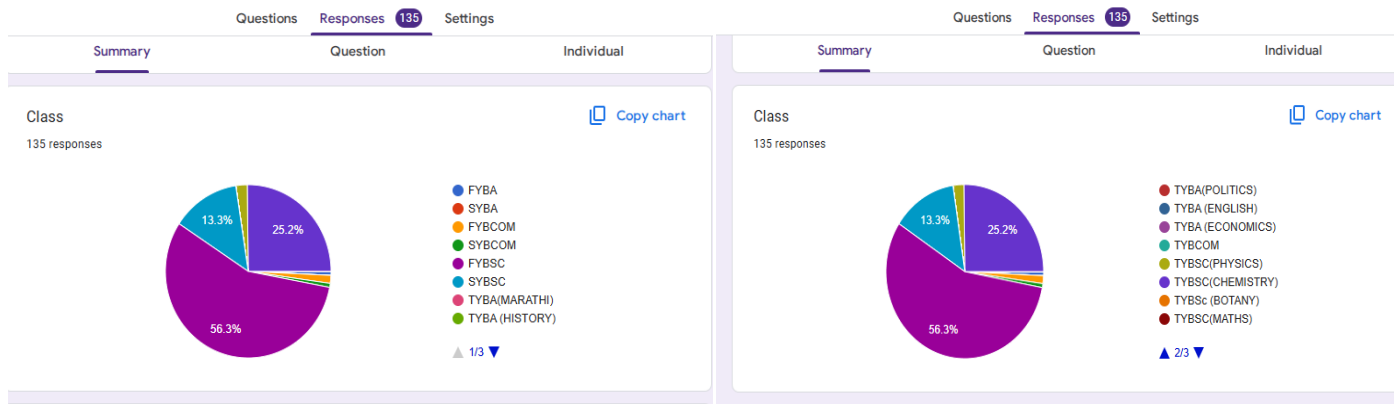 Questions Responses 135 Settings
Summary Question Individual
Class
Copy chart
135 responses
13.3%
25.2%
56.3%
FYBA
SYBA
FYBCOM
SYBCOM
FYBSC
SYBSC
TYBA(MARATHI)
TYBA (HISTORY)
1/3
Questions Responses 135 Settings
Summary Question Individual
Class
Copy chart
135 responses
13.3%
25.2%
56.3%
TYBA(POLITICS)
TYBA (ENGLISH)
TYBA (ECONOMICS)
TYBCOM
TYBSC(PHYSICS)
TYBSC(CHEMISTRY)
TYBSc (BOTANY)
TYBSC(MATHS)
2/3